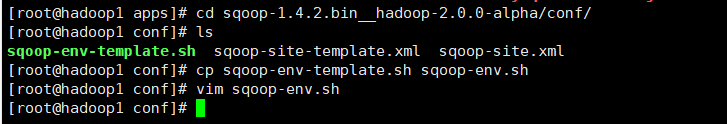 [root@hadoop1 apps]# cd sqoop-1.4.2.bin__hadoop-2.0.0-alpha/conf/
[root@hadoop1 conf]# ls
sqoop-env-template.sh  sqoop-site-template.xml  sqoop-site.xml
[root@hadoop1 conf]# cp sqoop-env-template.sh sqoop-env.sh
[root@hadoop1 conf]# vim sqoop-env.sh
[root@hadoop1 conf]#